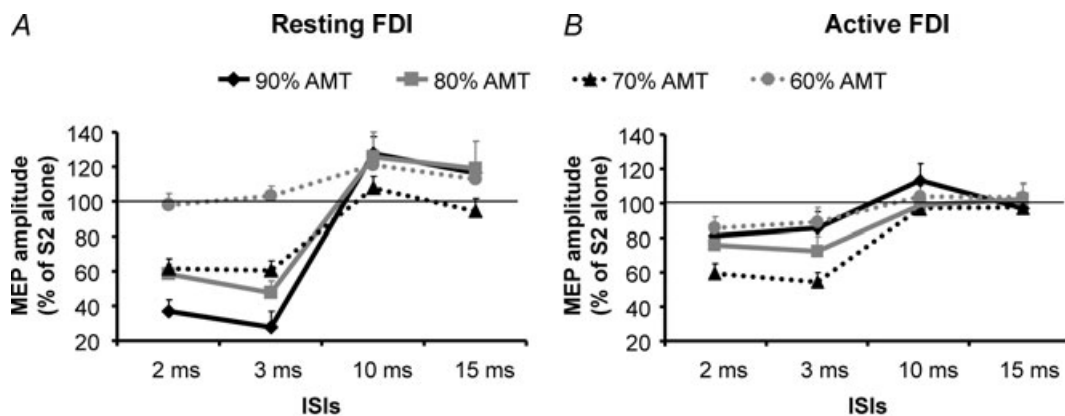 A Resting FDI B Active FDI
90% AMT 80% AMT 70% AMT 60% AMT
MEP amplitude
(% of S2 alone)
140
120
100
80
60
40
20
2 ms 3 ms 10 ms 15 ms
ISIs
MEP amplitude
(% of S2 alone)
140
120
100
80
60
40
20
2 ms 3 ms 10 ms 15 ms
ISIs